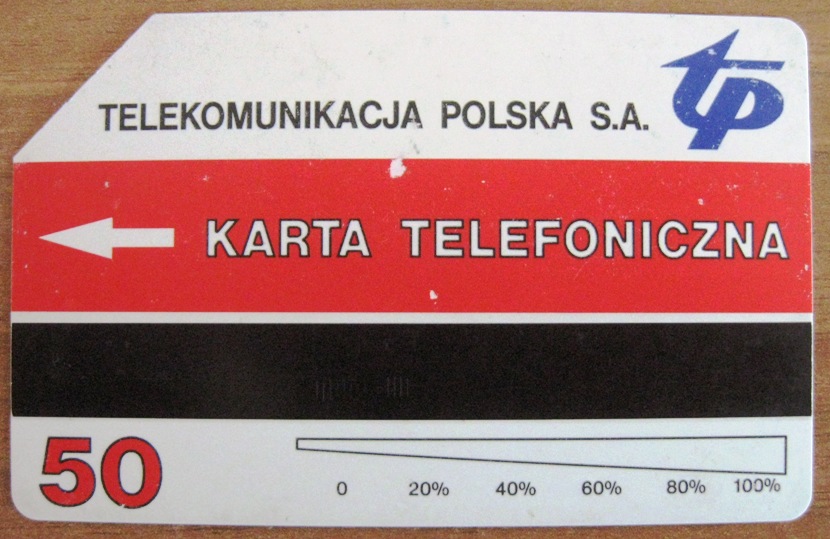 TELEKOMUNIKACJA POLSKA S.A.
tp
KARTA TELEFONICZNA
50
0 20% 40% 60% 80% 100%